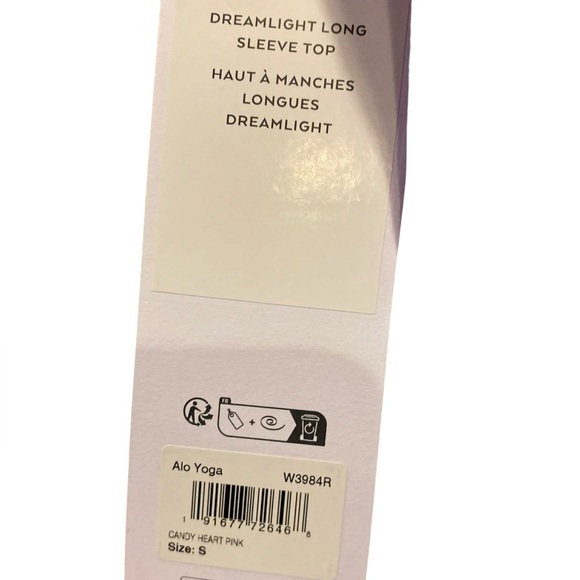 DREAMLIGHT LONG
SLEEVE TOP
HAUT À MANCHES
LONGUES
DREAMLIGHT
FR
+
Alo Yoga W3984R
1 91677 72646 8
CANDY HEART PINK
Size: S